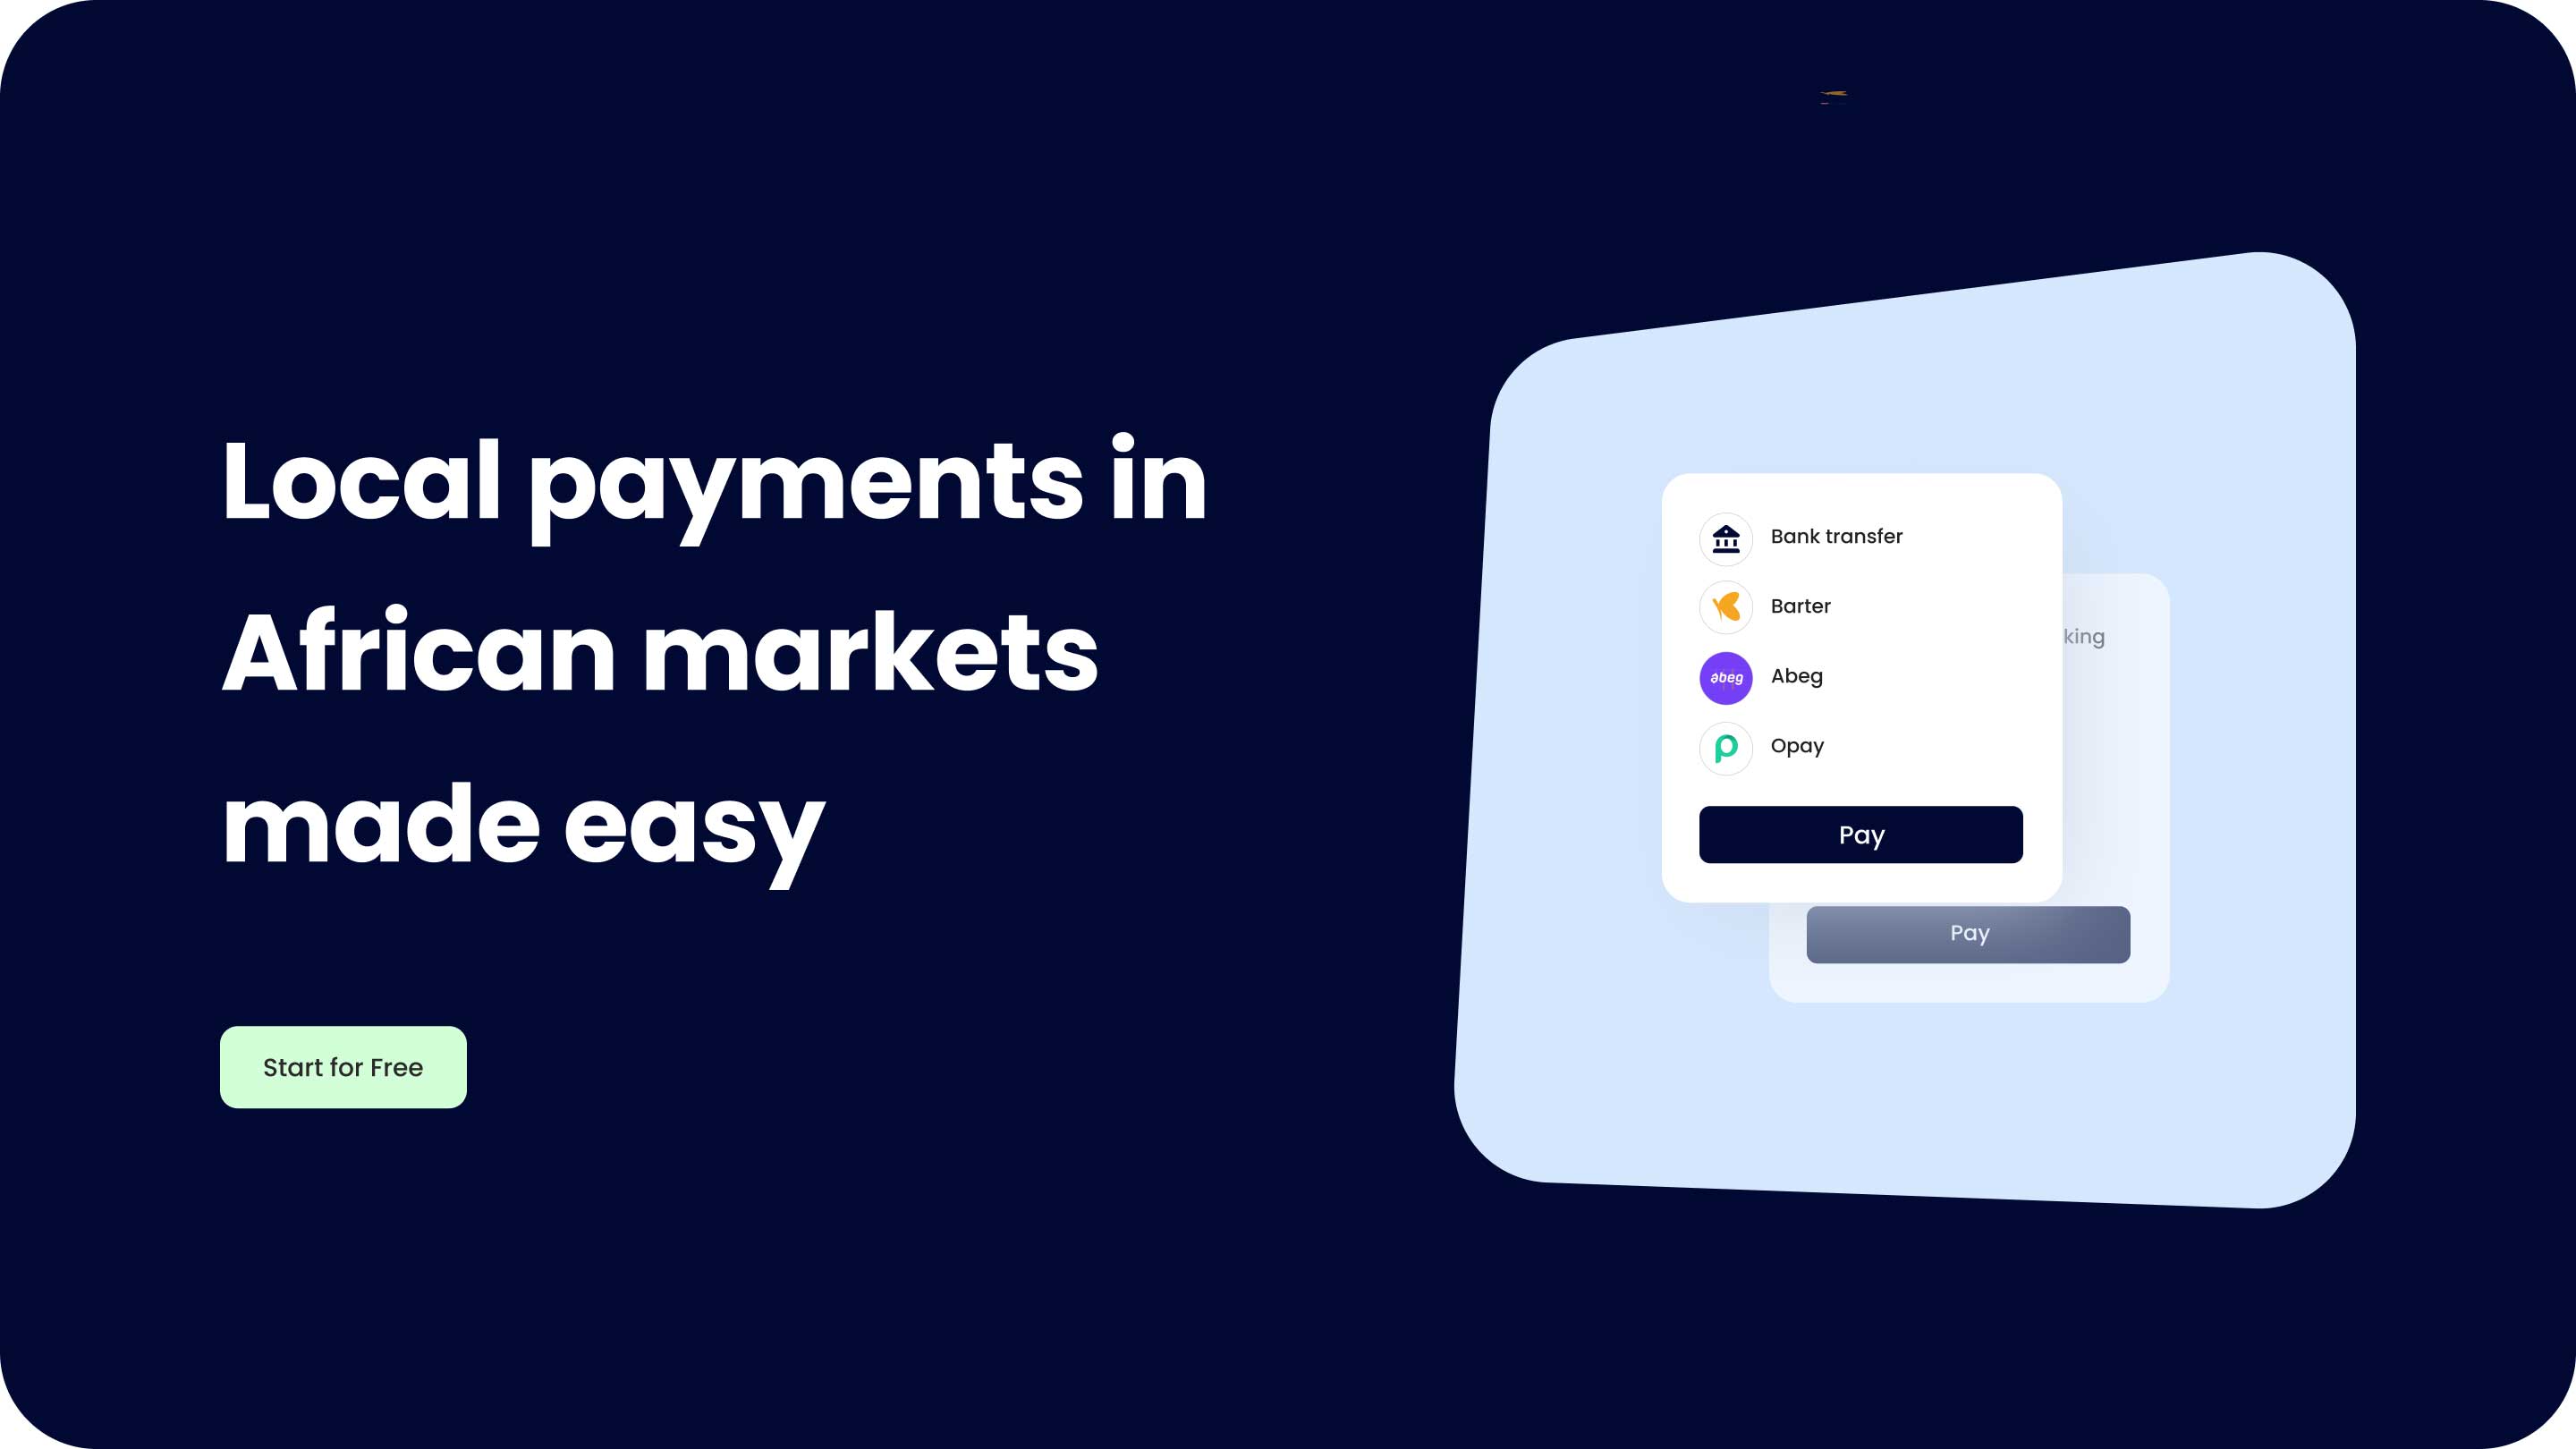 Local payments in
African markets
made easy
Start for Free
Bank transfer
Barter
abeg
Abeg
Opay
Pay
king
Pay